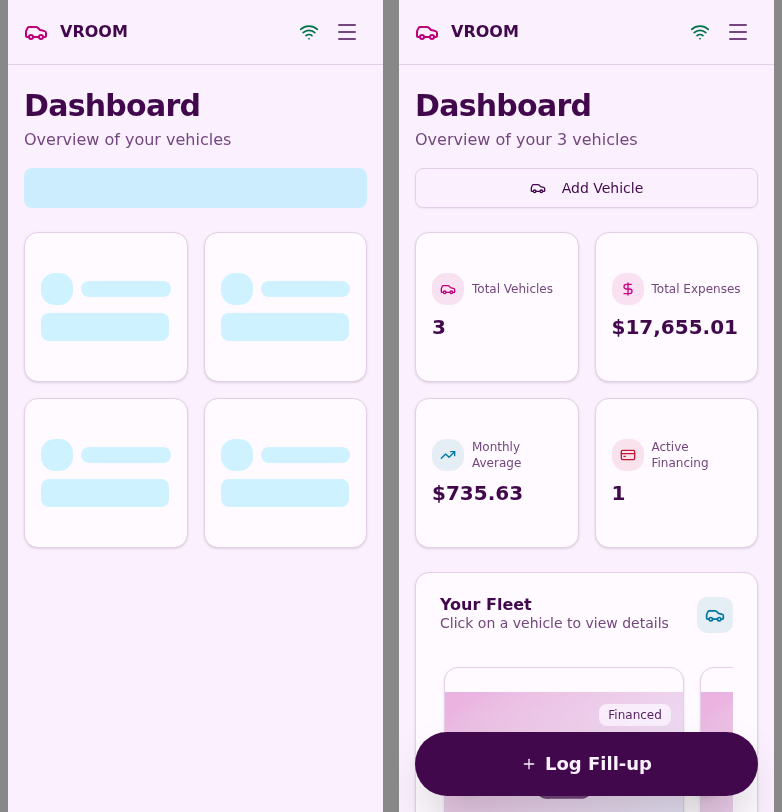 VROOM
Dashboard
Overview of your vehicles
VROOM
Dashboard
Overview of your 3 vehicles
Add Vehicle
Total Vehicles
3
Total Expenses
$17,655.01
Monthly
Average
$735.63
Active
Financing
1
Your Fleet
Click on a vehicle to view details
Financed
+ Log Fill-up